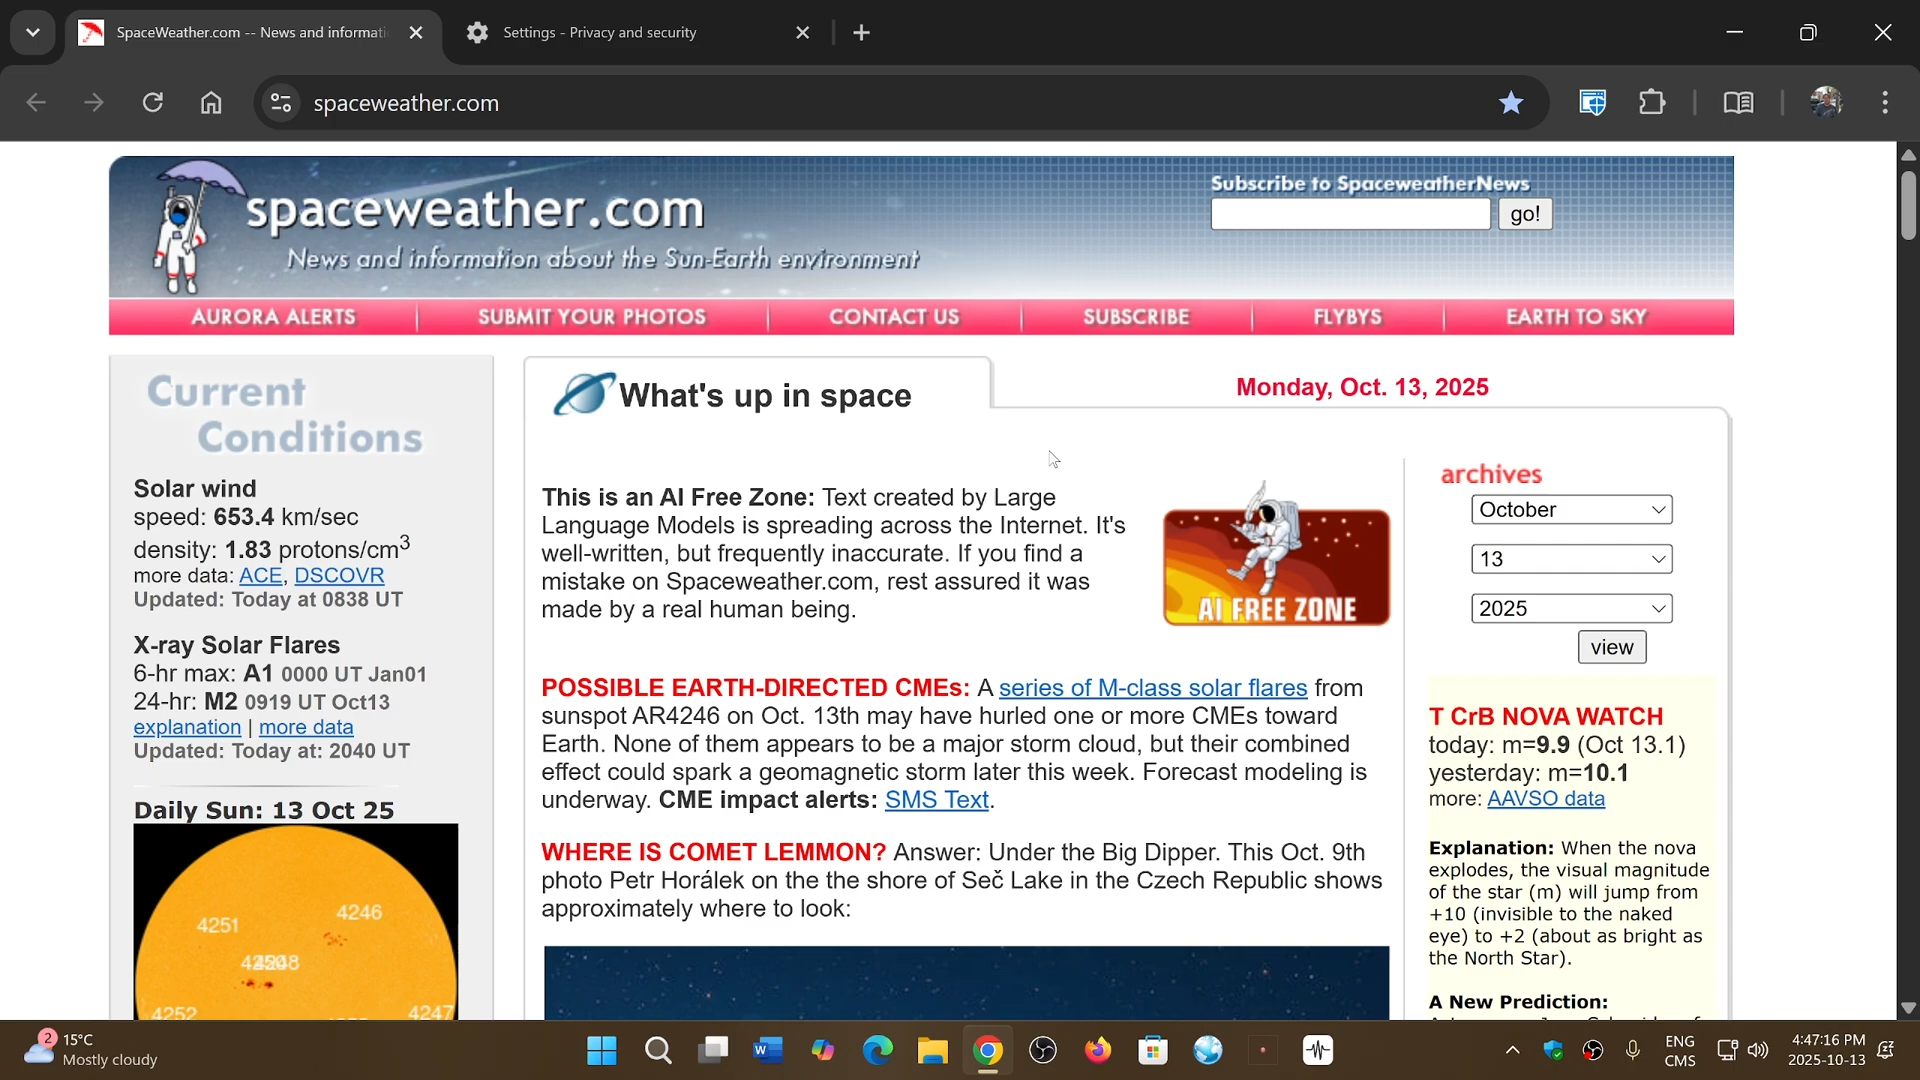 SpaceWeather.com -- News and informati
Settings - Privacy and security
spaceweather.com
spaceweather.com
News and information about the Sun-Earth environment
Subscribe to SpaceweatherNews
go!
AURORA ALERTS
SUBMIT YOUR PHOTOS
CONTACT US
SUBSCRIBE
FLYBYS
EARTH TO SKY
Current
Conditions
Solar wind
speed: 653.4 km/sec
density: 1.83 protons/cm3
more data: ACE, DSCOVR
Updated: Today at 0838 UT
X-ray Solar Flares
6-hr max: A1 0000 UT Jan01
24-hr: M2 0919 UT Oct13
explanation | more data
Updated: Today at: 2040 UT
Daily Sun: 13 Oct 25
4251
4246
4252
4247
What's up in space
Monday, Oct. 13, 2025
This is an AI Free Zone: Text created by Large
Language Models is spreading across the Internet. It's
well-written, but frequently inaccurate. If you find a
mistake on Spaceweather.com, rest assured it was
made by a real human being.
AI FREE ZONE
POSSIBLE EARTH-DIRECTED CMEs: A series of M-class solar flares from
sunspot AR4246 on Oct. 13th may have hurled one or more CMEs toward
Earth. None of them appears to be a major storm cloud, but their combined
effect could spark a geomagnetic storm later this week. Forecast modeling is
underway. CME impact alerts: SMS Text.
WHERE IS COMET LEMMON? Answer: Under the Big Dipper. This Oct. 9th
photo Petr Horálek on the the shore of Seč Lake in the Czech Republic shows
approximately where to look:
archives
October
13
2025
view
T CrB NOVA WATCH
today: m=9.9 (Oct 13.1)
yesterday: m=10.1
more: AAVSO data
Explanation: When the nova
explodes, the visual magnitude
of the star (m) will jump from
+10 (invisible to the naked
eye) to +2 (about as bright as
the North Star).
A New Prediction:
2
15°C
Mostly cloudy
ENG
CMS
4:47:16 PM
2025-10-13